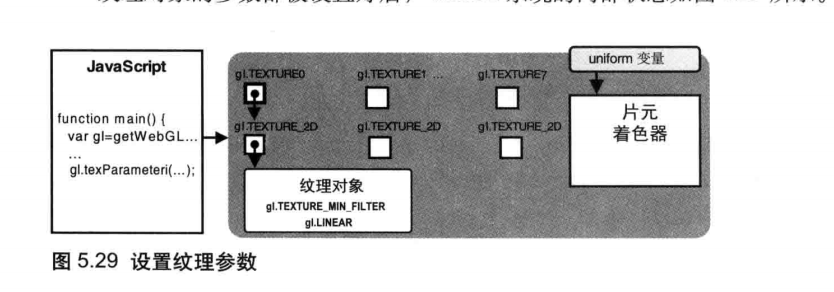 JavaScript
function main() {
var gl=getWebGL...
...
gl.texParameteri(...);
gl.TEXTURE0
gl.TEXTURE1 ...
gl.TEXTURE7
gl.TEXTURE_2D
gl.TEXTURE_2D
gl.TEXTURE_2D
纹理对象
gl.TEXTURE_MIN_FILTER
gl.LINEAR
uniform 变量
片元
着色器
图 5.29 设置纹理参数